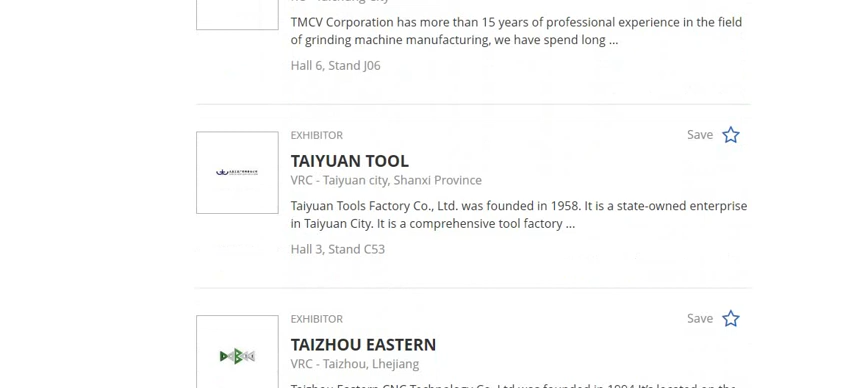 TMCV Corporation has more than 15 years of professional experience in the field
of grinding machine manufacturing, we have spend long ...
Hall 6, Stand J06
EXHIBITOR
Save
TAIYUAN TOOL
VRC - Taiyuan city, Shanxi Province
Taiyuan Tools Factory Co., Ltd. was founded in 1958. It is a state-owned enterprise
in Taiyuan City. It is a comprehensive tool factory ...
Hall 3, Stand C53
EXHIBITOR
Save
TAIZHOU EASTERN
VRC - Taizhou, Lhejiang